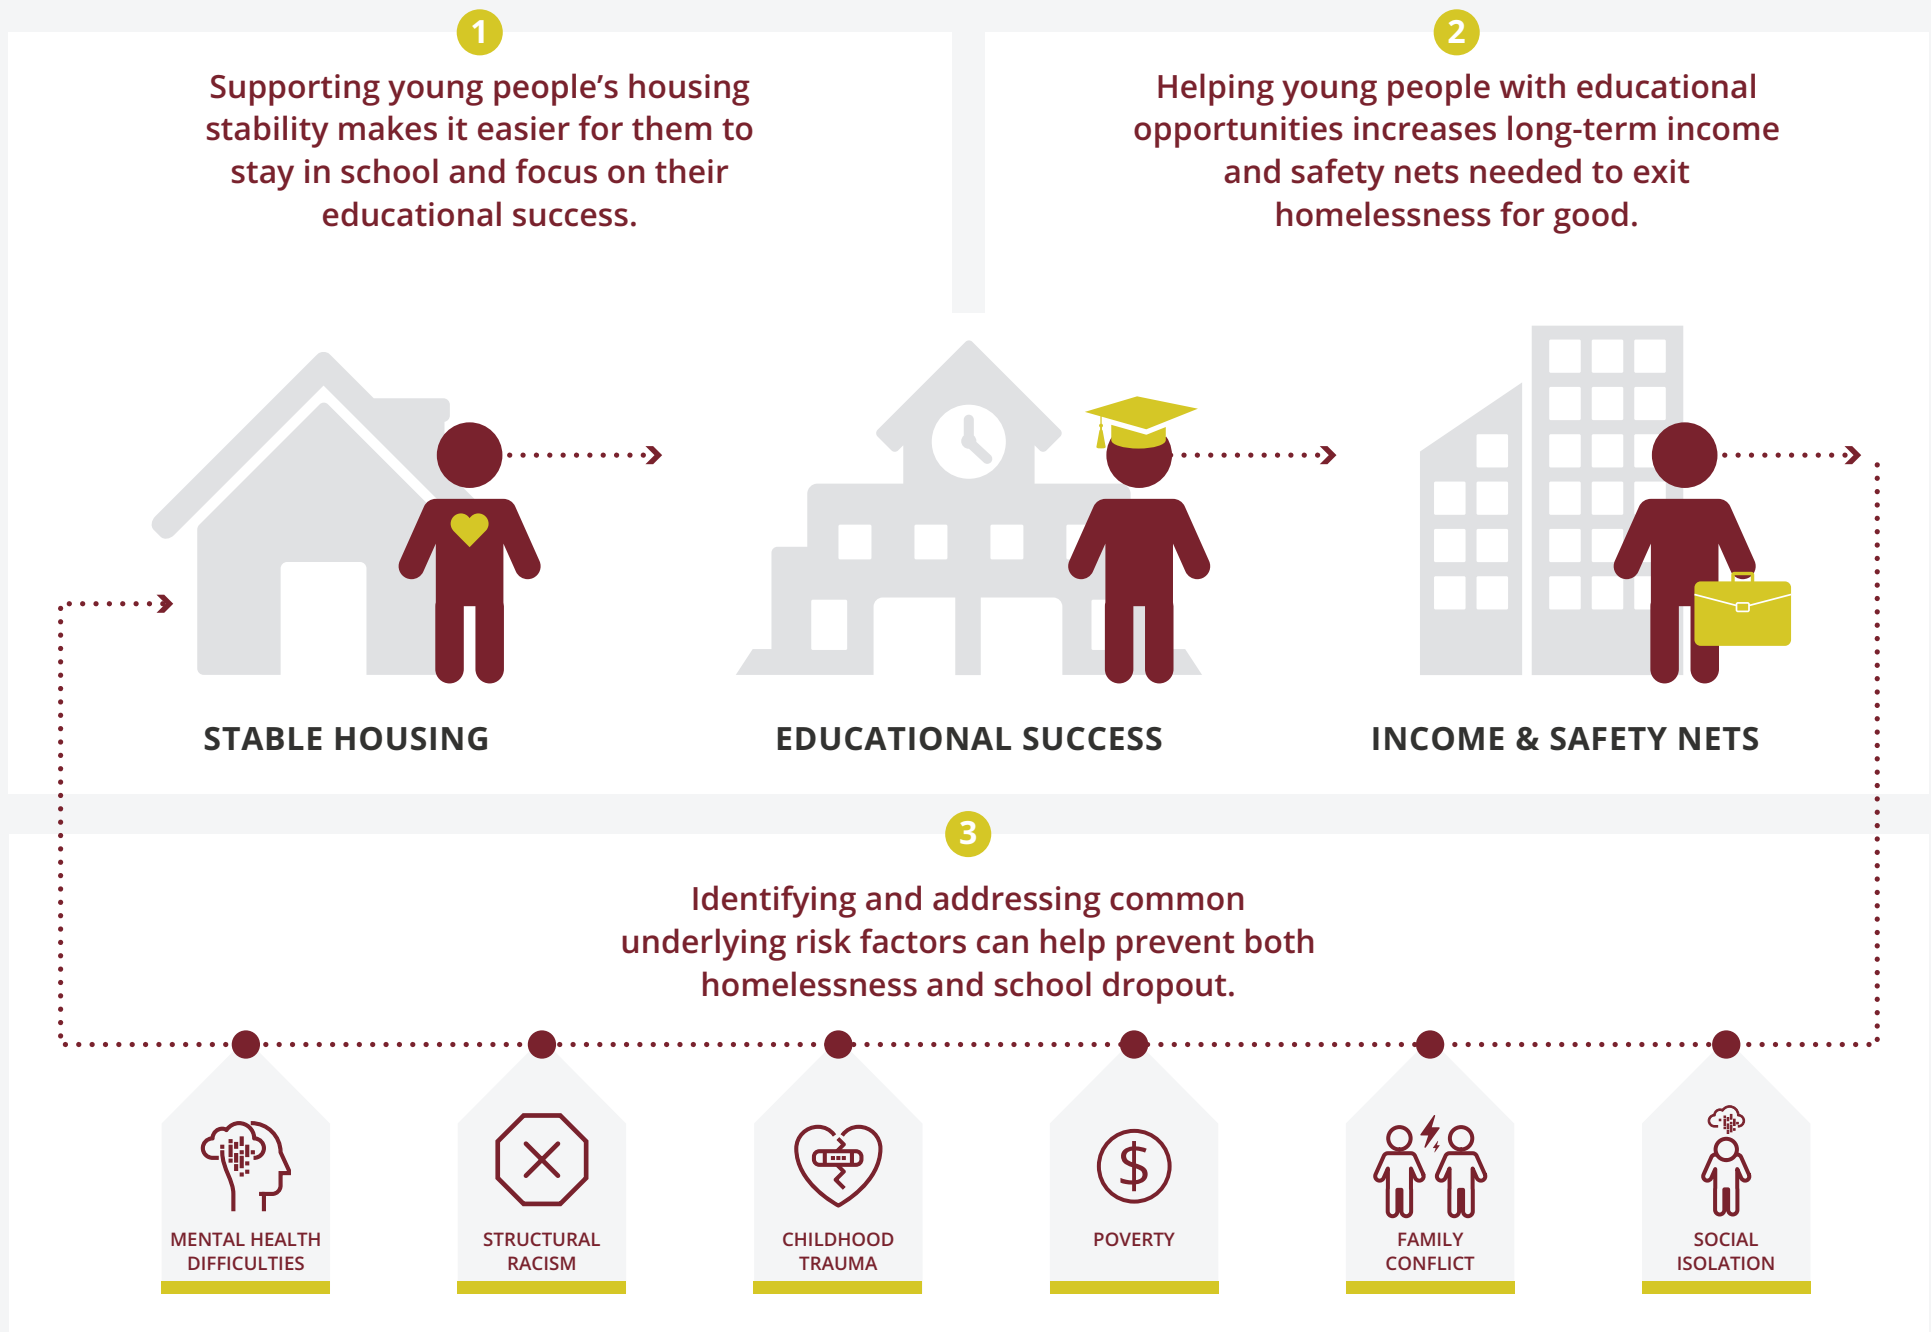 1
Supporting young people’s housing
stability makes it easier for them to
stay in school and focus on their
educational success.
2
Helping young people with educational
opportunities increases long-term income
and safety nets needed to exit
homelessness for good.
STABLE HOUSING
EDUCATIONAL SUCCESS
INCOME & SAFETY NETS
3
Identifying and addressing common
underlying risk factors can help prevent both
homelessness and school dropout.
MENTAL HEALTH
DIFFICULTIES
STRUCTURAL
RACISM
CHILDHOOD
TRAUMA
$
POVERTY
FAMILY
CONFLICT
SOCIAL
ISOLATION